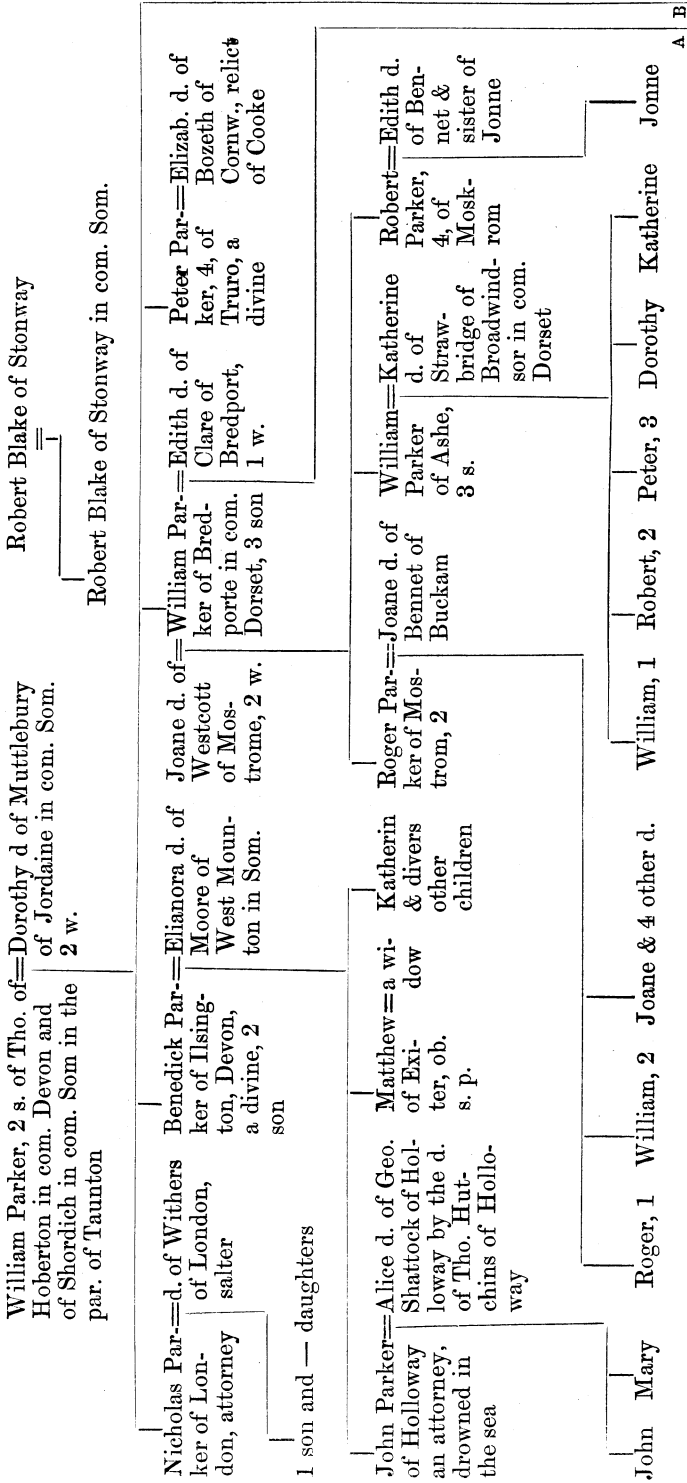 William Parker, 2 s. of Tho. of=Dorothy d of Muttlebury
Hoberton in com. Devon and
of Shordich in com. Som in the
par. of Taunton
of Jordaine in com. Som.
2 w.
Robert Blake of Stonway
=
Robert Blake of Stonway in com. Som.
Nicholas Par-=d. of Withers
ker of Lon-
don, attorney
of London,
salter
1 son and — daughters
Benedick Par-=Elianora d. of
ker of Ilsing-
ton, Devon,
a divine, 2
son
Moore of
West Moun-
ton in Som.
Joane d. of=William Par-=Edith d. of
Westcott
of Mos-
trome, 2 w.
ker of Bred-
porte in com.
Dorset, 3 son
Clare of
Bredport,
1 w.
Peter Par-=Elizab. d. of
ker, 4, of
Truro, a
divine
Bozeth of
Cornw., relict
of Cooke
A B
John Parker=Alice d. of Geo.
of Holloway
an attorney,
drowned in
the sea
Shattock of Hol-
loway by the d.
of Tho. Hut-
chins of Hollo-
way
Matthew=a wi-
of Exi-
ter, ob.
s. p.
dow
Katherin
& divers
other
children
Roger Par-=Joane d. of
ker of Mos-
trom, 2
Bennet of
Buckam
William=Katherine
Parker
of Ashe,
3 s.
d. of
Straw-
bridge of
Broadwind-
sor in com.
Dorset
Robert=Edith d.
Parker,
4, of
Mosk-
rom
of Ben-
net &
sister of
Jonne
John Mary
Roger, 1 William, 2 Joane & 4 other d.
William, 1 Robert, 2 Peter, 3 Dorothy Katherine
Jonne